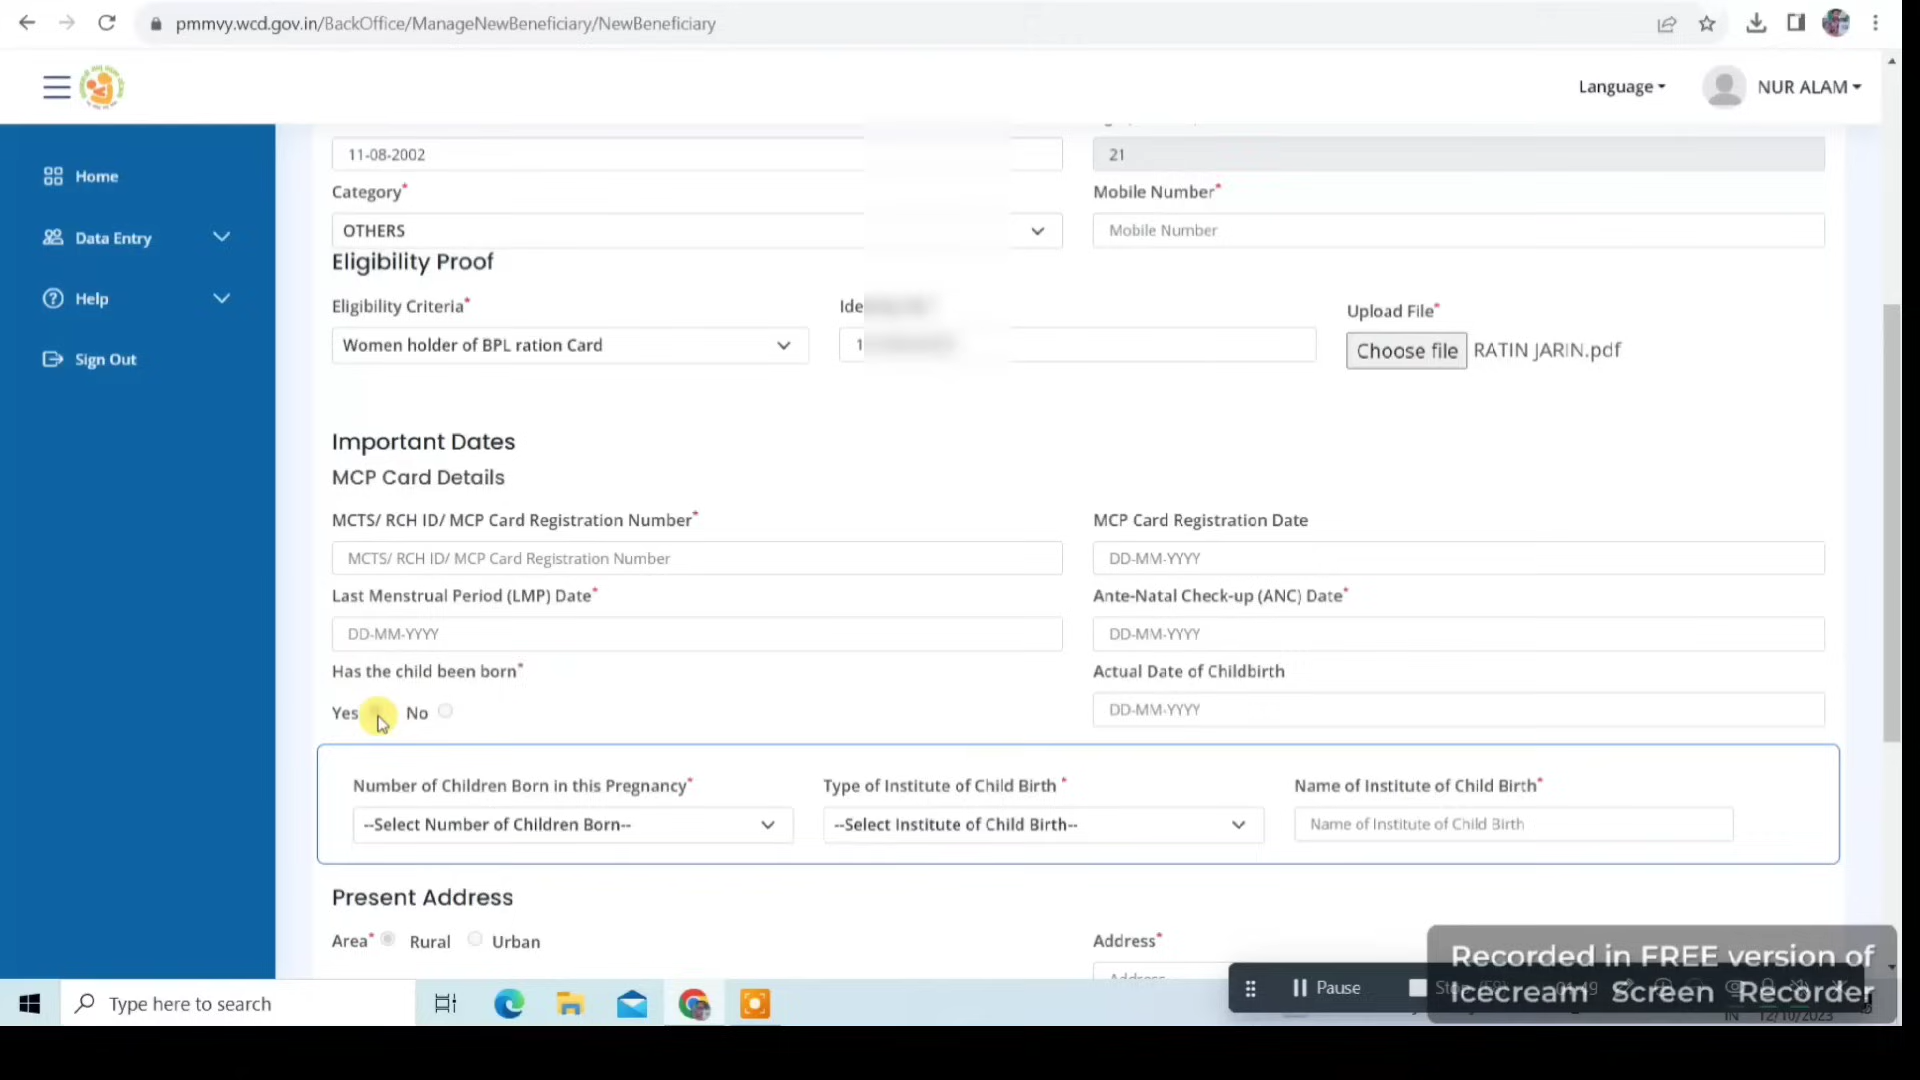 pmmvy.wcd.gov.in/BackOffice/ManageNewBeneficiary/NewBeneficiary
Language
NUR ALAM
Home
Data Entry
Help
Sign Out
11-08-2002
21
Category*
Mobile Number*
OTHERS
Mobile Number
Eligibility Proof
Eligibility Criteria*
Upload File*
Women holder of BPL ration Card
Choose file RATIN JARIN.pdf
Important Dates
MCP Card Details
MCTS/ RCH ID/ MCP Card Registration Number*
MCP Card Registration Date
MCTS/ RCH ID/ MCP Card Registration Number
DD-MM-YYYY
Last Menstrual Period (LMP) Date*
Ante-Natal Check-up (ANC) Date*
DD-MM-YYYY
DD-MM-YYYY
Has the child been born*
Actual Date of Childbirth
Yes No
DD-MM-YYYY
Number of Children Born in this Pregnancy*
Type of Institute of Child Birth *
Name of Institute of Child Birth*
--Select Number of Children Born--
--Select Institute of Child Birth--
Name of Institute of Child Birth
Present Address
Area* Rural Urban
Address*
Address
Recorded in FREE version of
Icecream Screen Recorder
Pause
Type here to search
IN 12/10/2023